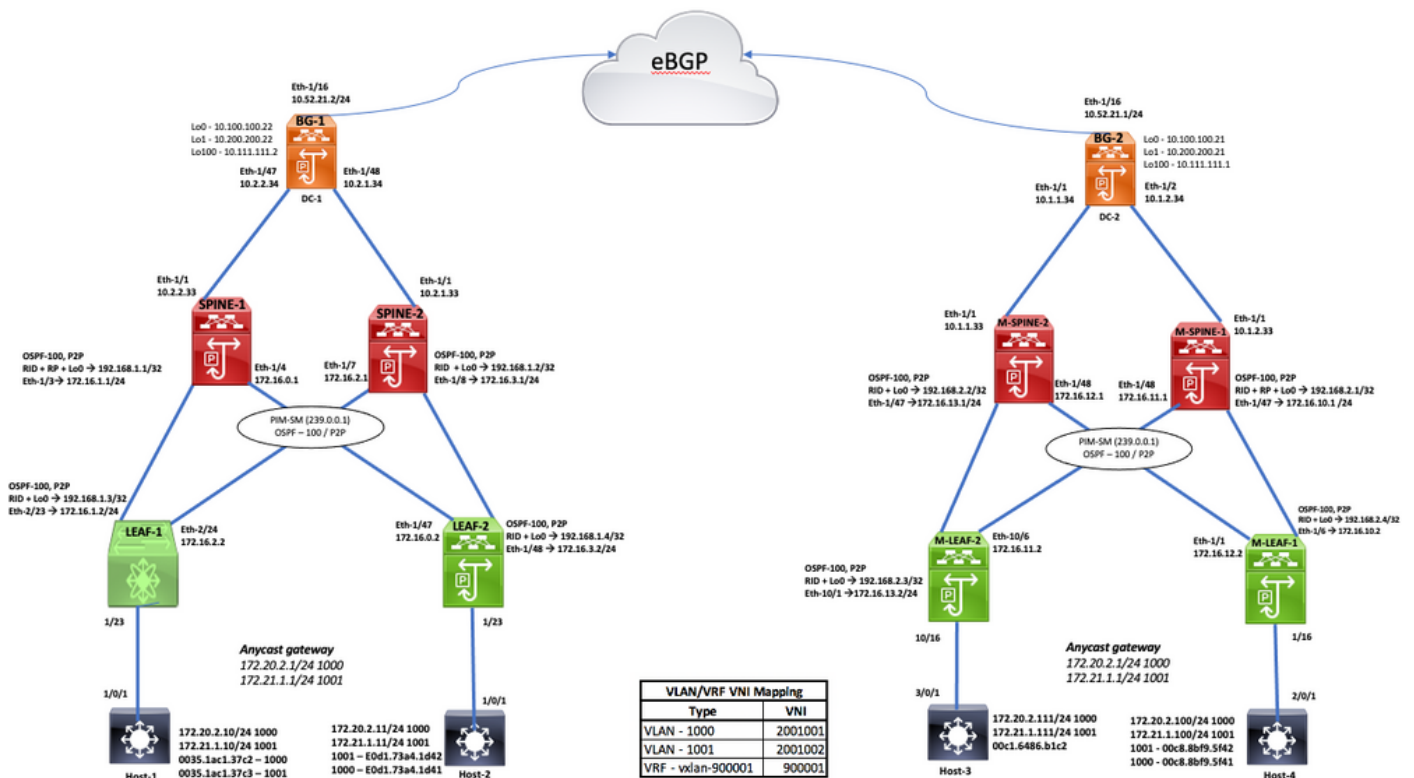 eBGP
Eth-1/16
10.52.21.2/24
BG-1
Lo0 - 10.100.100.22
Lo1 - 10.200.200.22
Lo100 - 10.111.111.2
Eth-1/47
10.2.2.34
Eth-1/48
10.2.1.34
DC-1
Eth-1/16
10.52.21.1/24
BG-2
Lo0 - 10.100.100.21
Lo1 - 10.200.200.21
Lo100 - 10.111.111.1
Eth-1/1
10.1.1.34
Eth-1/2
10.1.2.34
DC-2
Eth-1/1
10.2.2.33
SPINE-1
P
OSPF-100, P2P
RID + RP + Lo0 → 192.168.1.1/32
Eth-1/3→ 172.16.1.1/24
Eth-1/4
172.16.0.1
Eth-1/1
10.2.1.33
SPINE-2
P
Eth-1/7
172.16.2.1
OSPF-100, P2P
RID + Lo0 → 192.168.1.2/32
Eth-1/8 → 172.16.3.1/24
PIM-SM (239.0.0.1)
OSPF – 100 / P2P
Eth-1/1
10.1.1.33
M-SPINE-2
P
OSPF-100, P2P
RID + Lo0 → 192.168.2.2/32
Eth-1/47 →172.16.13.1/24
Eth-1/48
172.16.12.1
Eth-1/1
10.1.2.33
M-SPINE-1
P
Eth-1/48
172.16.11.1
OSPF-100, P2P
RID + RP + Lo0 → 192.168.2.1/32
Eth-1/47 → 172.16.10.1 /24
PIM-SM (239.0.0.1)
OSPF – 100 / P2P
OSPF-100, P2P
RID + Lo0 → 192.168.1.3/32
Eth-2/23 → 172.16.1.2/24
LEAF-1
Eth-2/24
172.16.2.2
1/23
Eth-1/47
172.16.0.2
LEAF-2
P
OSPF-100, P2P
RID + Lo0 → 192.168.1.4/32
Eth-1/48 → 172.16.3.2/24
1/23
OSPF-100, P2P
RID + Lo0 → 192.168.2.3/32
Eth-10/1 →172.16.13.2/24
M-LEAF-2
P
Eth-10/6
172.16.11.2
10/16
Eth-1/1
172.16.12.2
M-LEAF-1
P
OSPF-100, P2P
RID + Lo0 → 192.168.2.4/32
Eth-1/6 → 172.16.10.2
1/16
Anycast gateway
172.20.2.1/24 1000
172.21.1.1/24 1001
Anycast gateway
172.20.2.1/24 1000
172.21.1.1/24 1001
1/0/1
Host-1
172.20.2.10/24 1000
172.21.1.10/24 1001
0035.1ac1.37c2 – 1000
0035.1ac1.37c3 – 1001
172.20.2.11/24 1000
172.21.1.11/24 1001
1001 – E0d1.73a4.1d42
1000 – E0d1.73a4.1d41
1/0/1
Host-2
VLAN/VRF VNI Mapping
Type VNI
VLAN - 1000 2001001
VLAN - 1001 2001002
VRF - vxlan-900001 900001
3/0/1
Host-3
172.20.2.111/24 1000
172.21.1.111/24 1001
00c1.6486.b1c2
172.20.2.100/24 1000
172.21.1.100/24 1001
1001 - 00c8.8bf9.5f42
1000 - 00c8.8bf9.5f41
2/0/1
Host-4